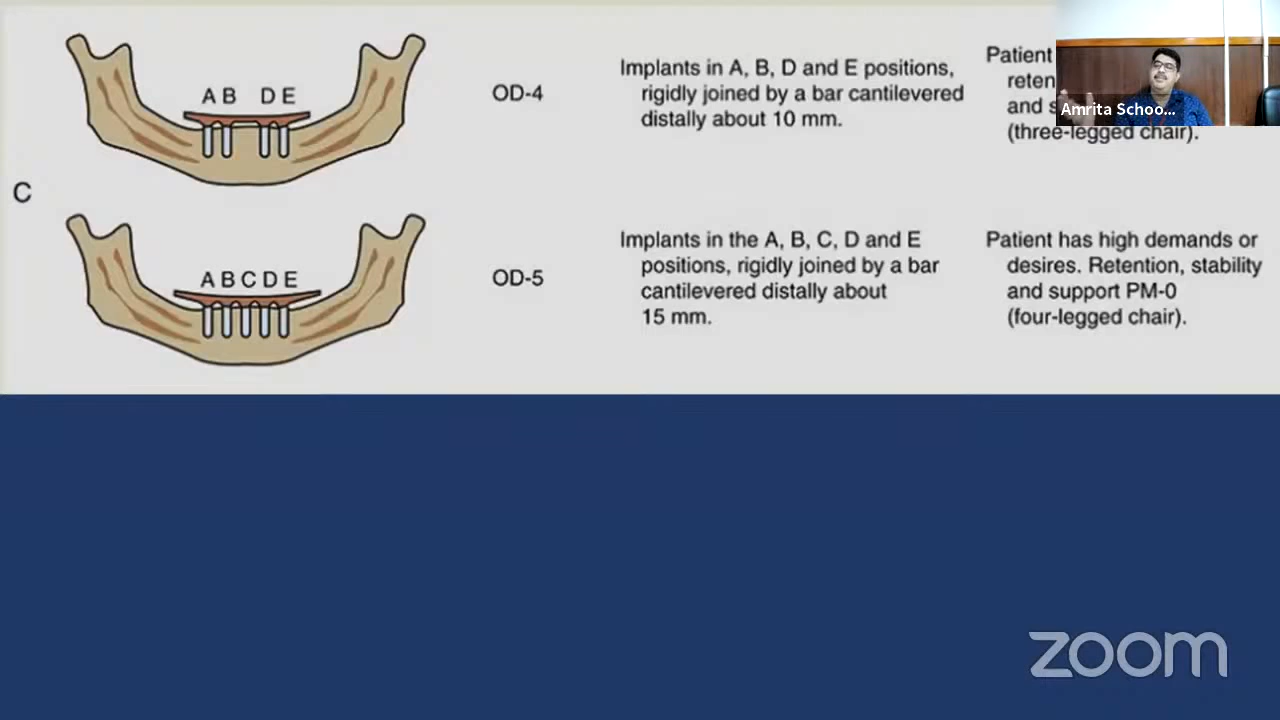 A B D E
OD-4
Implants in A, B, D and E positions,
rigidly joined by a bar cantilevered
distally about 10 mm.
Patient
and
(three-legged chair).
Amrita Schoo...
C
A B C D E
OD-5
Implants in the A, B, C, D and E
positions, rigidly joined by a bar
cantilevered distally about
15 mm.
Patient has high demands or
desires. Retention, stability
and support PM-0
(four-legged chair).
zoom